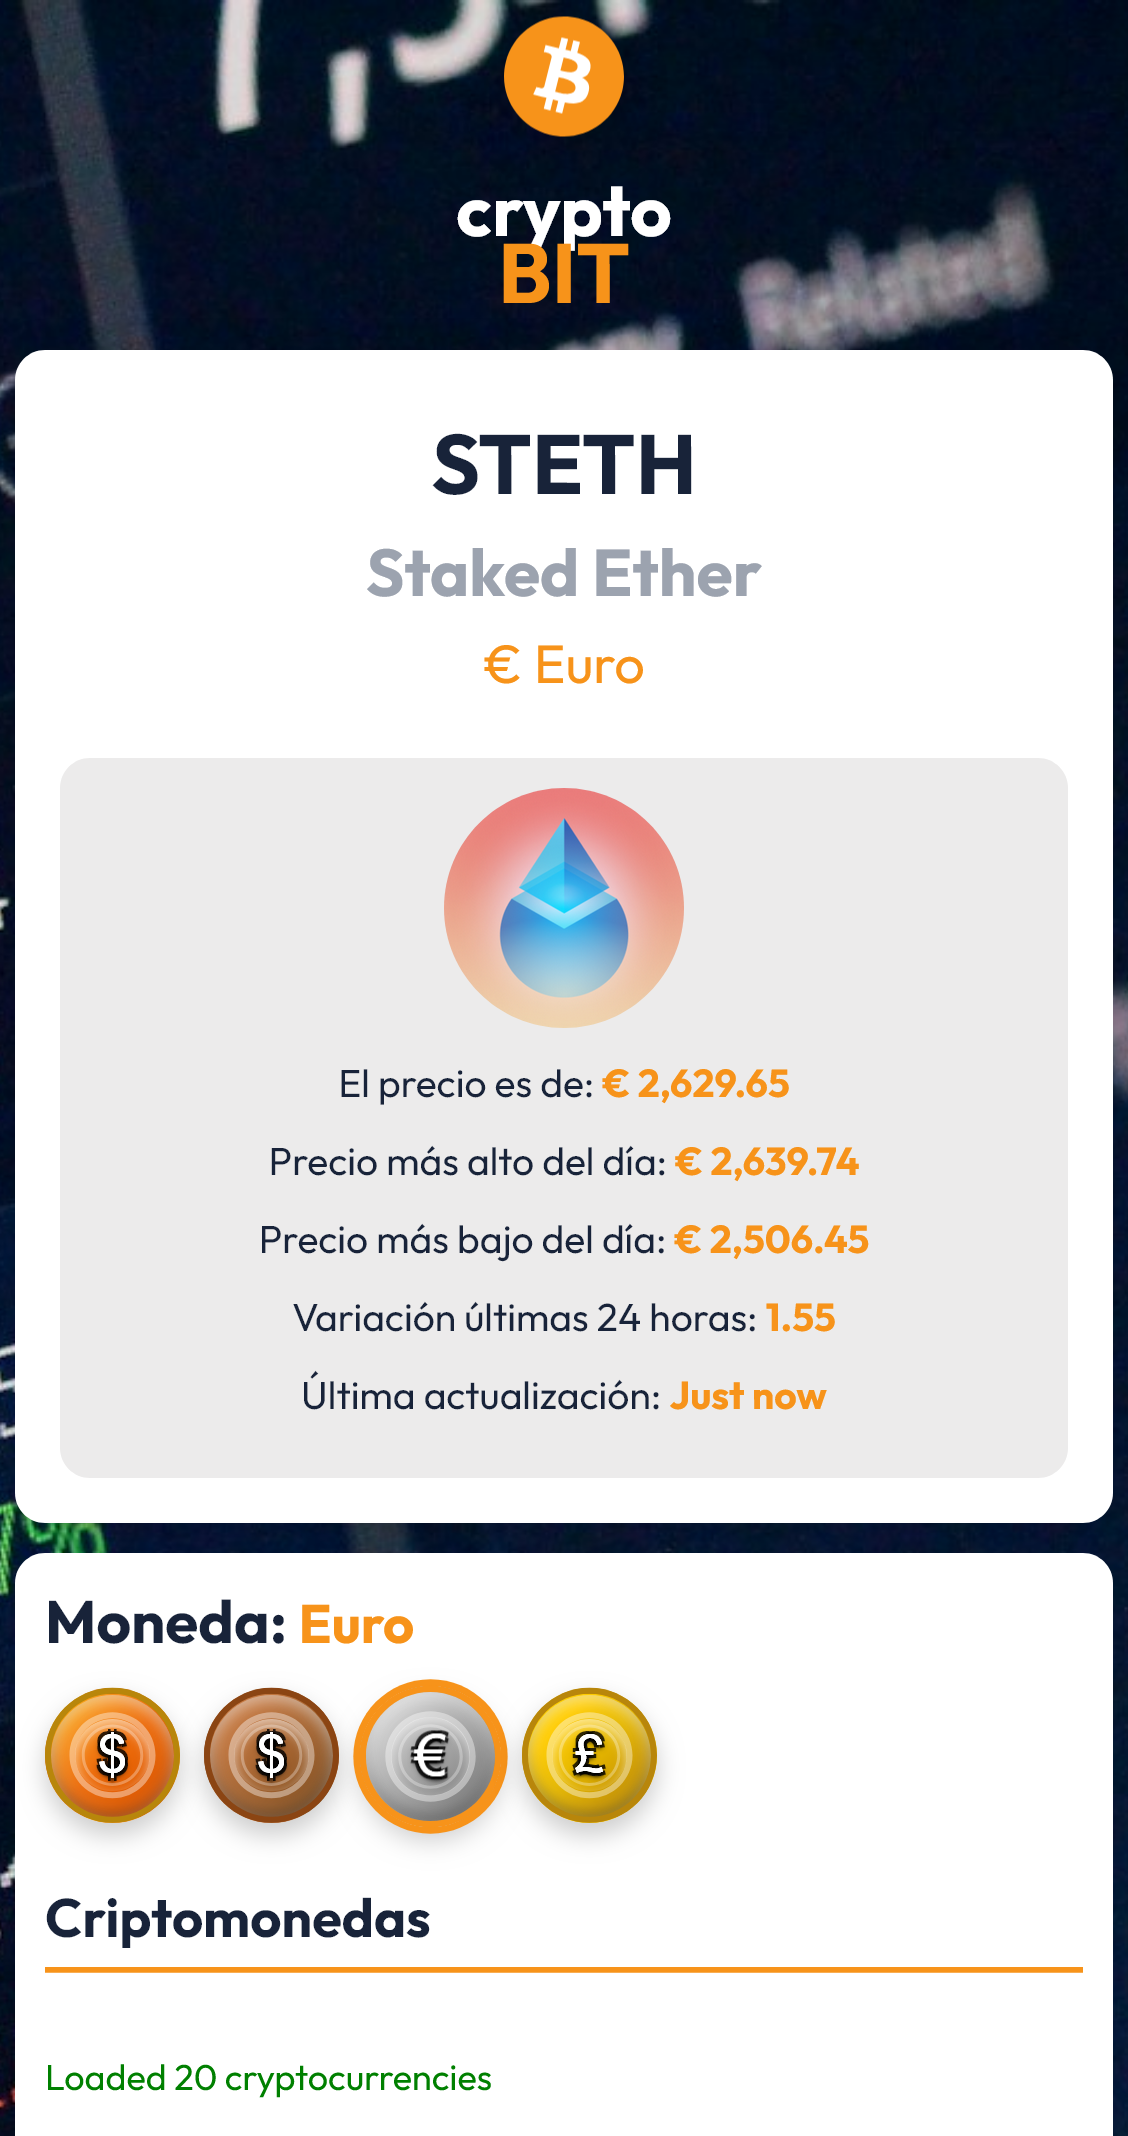 Related
crypto
BIT
STETH
Staked Ether
€ Euro
El precio es de: € 2,629.65
Precio más alto del día: € 2,639.74
Precio más bajo del día: € 2,506.45
Variación últimas 24 horas: 1.55
Última actualización: Just now
7%
Moneda: Euro
$ $ € £
Criptomonedas
Loaded 20 cryptocurrencies